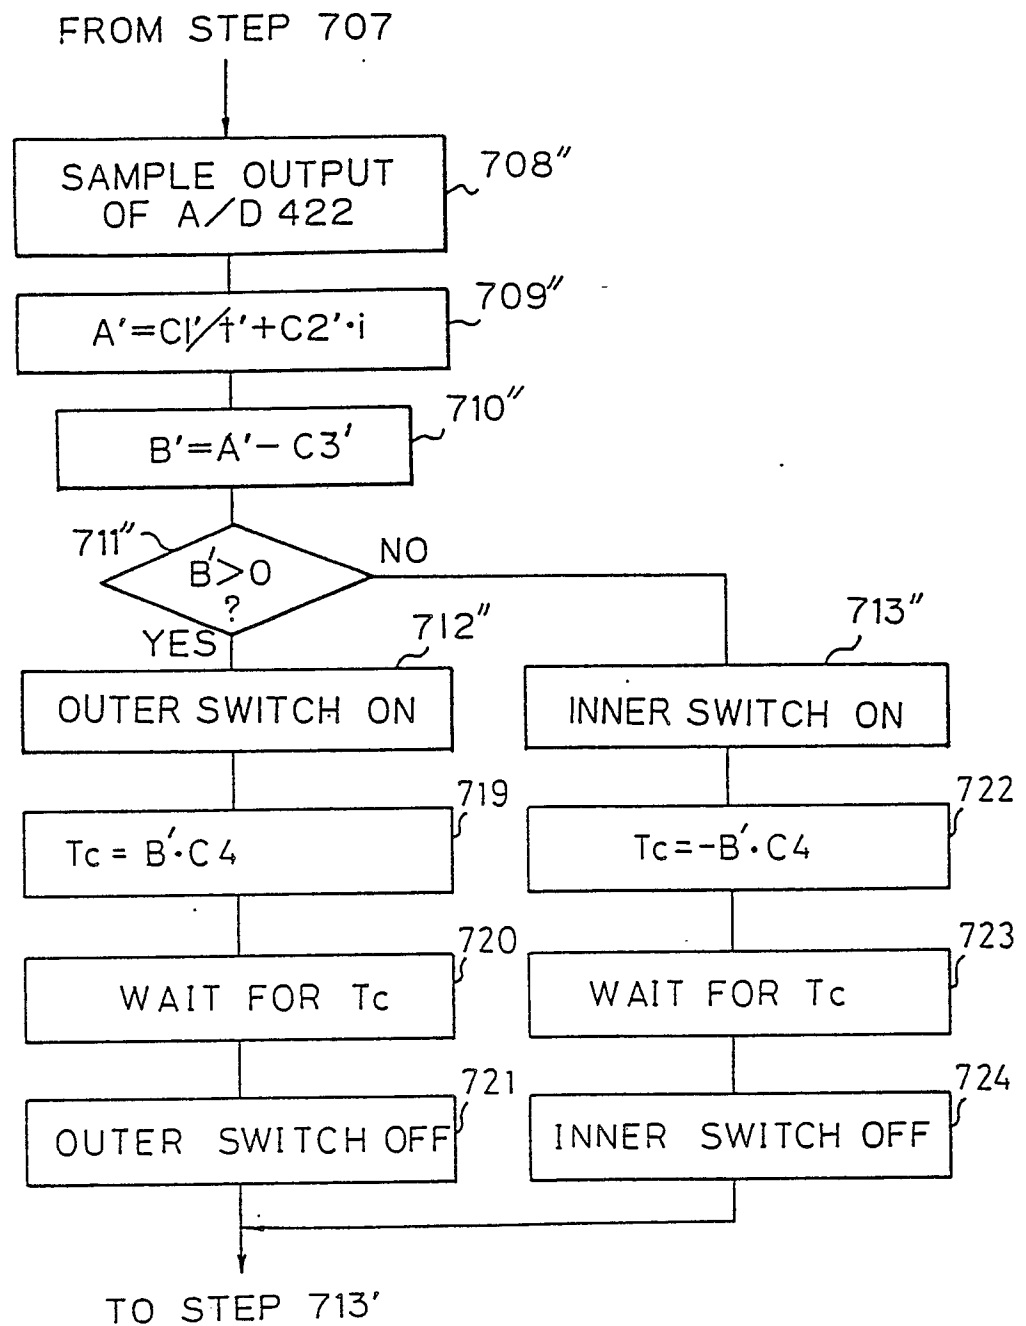 FROM STEP 707
SAMPLE OUTPUT
OF A/D 422
708"
A'=C1'/t'+C2'·i
709"
B'=A'-C3'
710"
711"
B'>0
?
NO
YES
712"
OUTER SWITCH ON
713"
INNER SWITCH ON
719
Tc = B'·C4
722
Tc=-B'·C4
720
WAIT FOR Tc
723
WAIT FOR Tc
721
OUTER SWITCH OFF
724
INNER SWITCH OFF
TO STEP 713'